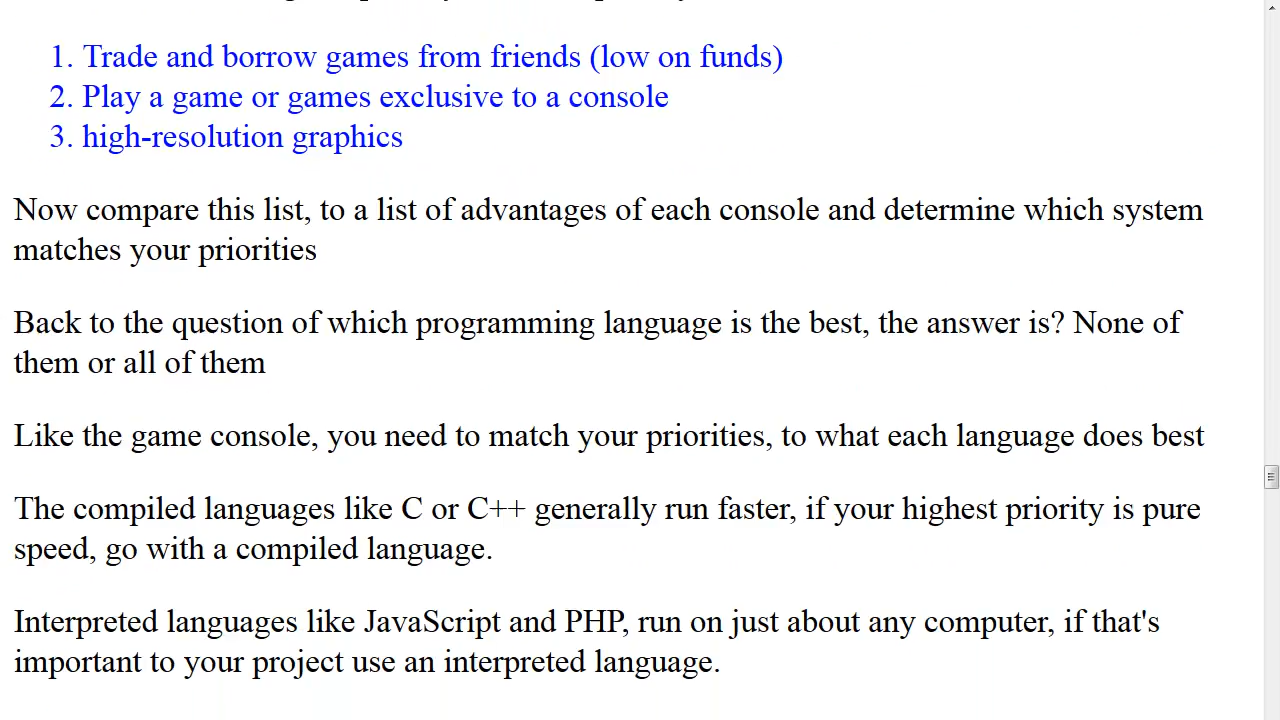 1. Trade and borrow games from friends (low on funds)
2. Play a game or games exclusive to a console
3. high-resolution graphics
Now compare this list, to a list of advantages of each console and determine which system
matches your priorities
Back to the question of which programming language is the best, the answer is? None of
them or all of them
Like the game console, you need to match your priorities, to what each language does best
The compiled languages like C or C++ generally run faster, if your highest priority is pure
speed, go with a compiled language.
Interpreted languages like JavaScript and PHP, run on just about any computer, if that's
important to your project use an interpreted language.